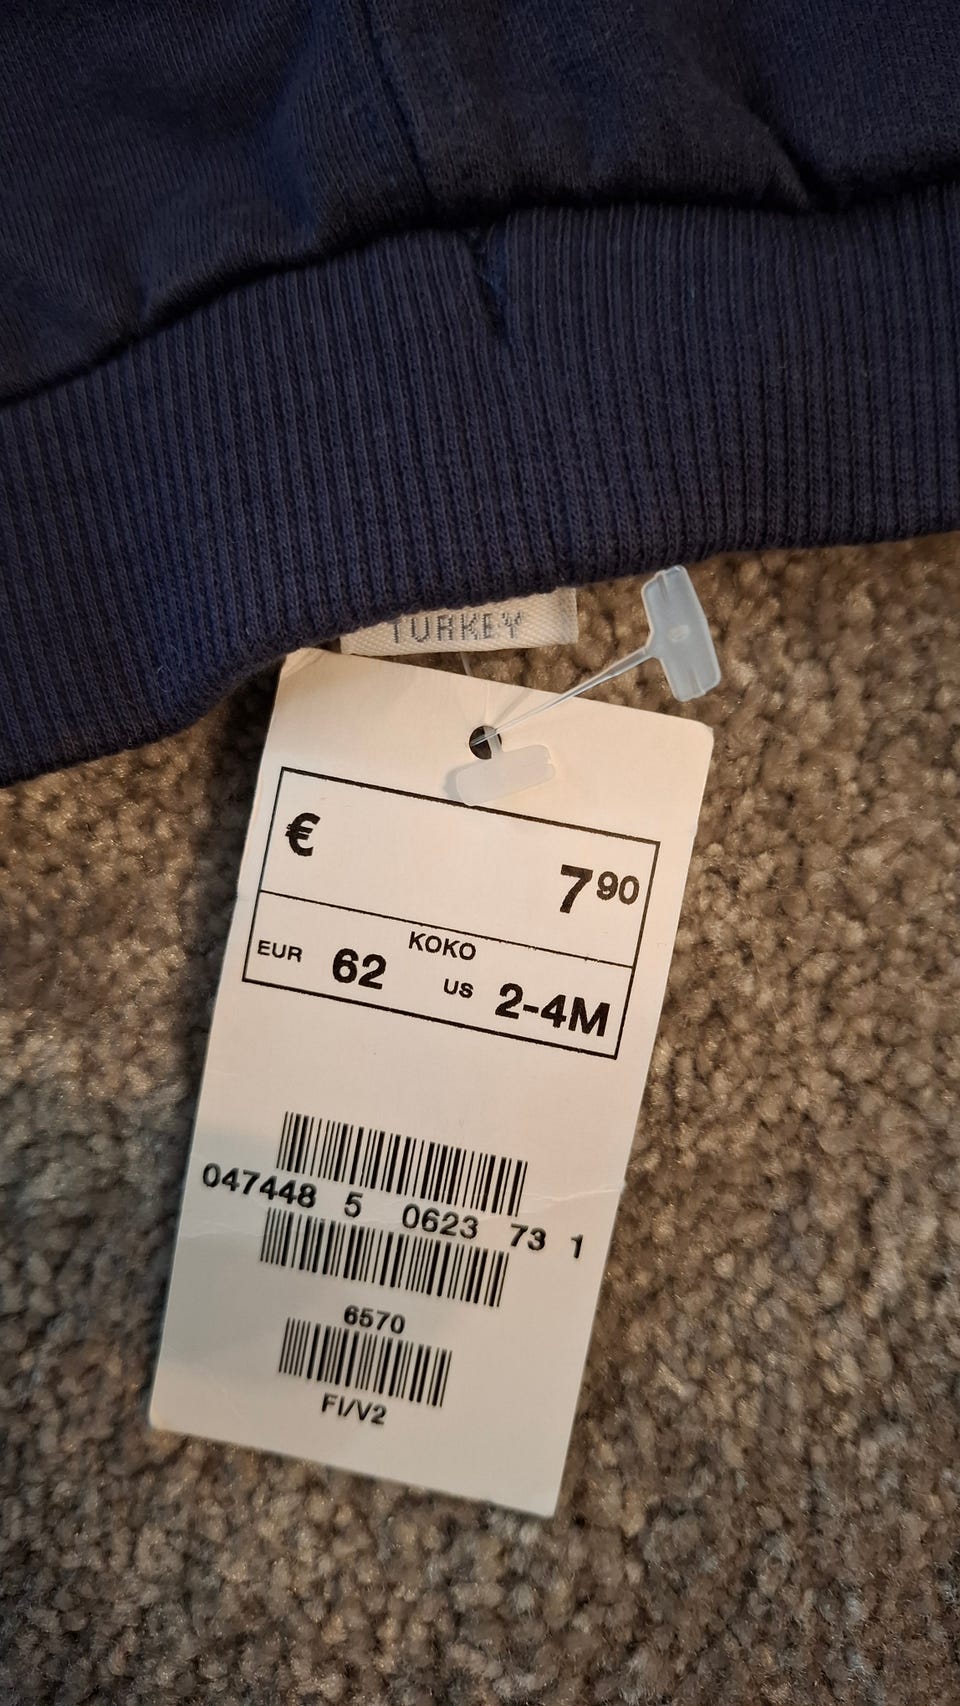 TURKEY
€ 7 90
KOKO
EUR 62 US 2-4M
047448 5 0623 73 1
6570
FI/V2